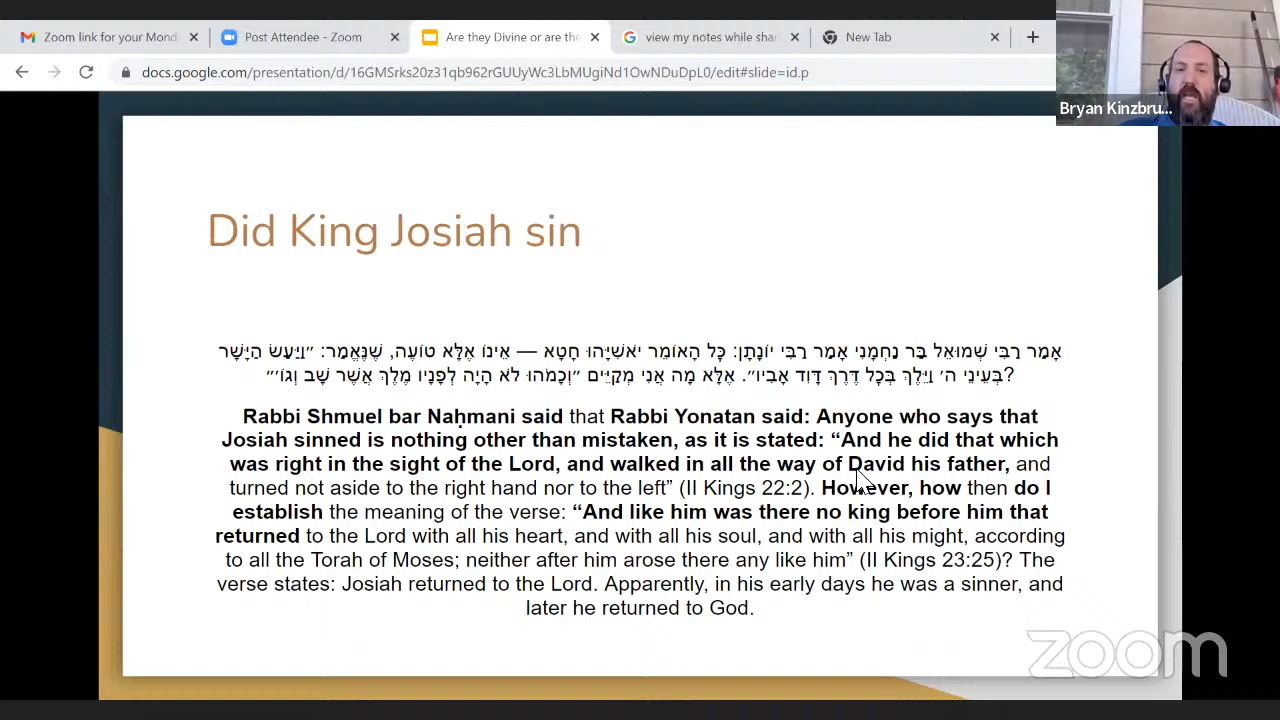 Zoom link for your Mond
Post Attendee - Zoom
Are they Divine or are the
view my notes while shar
New Tab
docs.google.com/presentation/d/16GMSrks20z31qb962rGUUyWc3LbMUgiNd1OwNDuDpL0/edit#slide=id.p
Bryan Kinzbru...
Did King Josiah sin
אָמַר רַבִּי שְׁמוּאֵל בַּר נַחְמָנִי אָמַר רַבִּי יוֹנָתָן: כׇּל הָאוֹמֵר יֹאשִׁיָּהוּ חָטָא — אֵינוֹ אֶלָּא טוֹעֶה, שֶׁנֶּאֱמַר: ״וַיַּעַשׂ הַיָּשָׁר
בְּעֵינֵי ה׳ וַיֵּלֶךְ בְּכׇל דֶּרֶךְ דָּוִד אָבִיו״. אֶלָּא מָה אֲנִי מְקַיֵּים ״וְכָמֹהוּ לֹא הָיָה לְפָנָיו מֶלֶךְ אֲשֶׁר שָׁב וְגוֹ׳״?
Rabbi Shmuel bar Naḥmani said that Rabbi Yonatan said: Anyone who says that
Josiah sinned is nothing other than mistaken, as it is stated: “And he did that which
was right in the sight of the Lord, and walked in all the way of David his father, and
turned not aside to the right hand nor to the left” (II Kings 22:2). However, how then do I
establish the meaning of the verse: “And like him was there no king before him that
returned to the Lord with all his heart, and with all his soul, and with all his might, according
to all the Torah of Moses; neither after him arose there any like him” (II Kings 23:25)? The
verse states: Josiah returned to the Lord. Apparently, in his early days he was a sinner, and
later he returned to God.
zoom